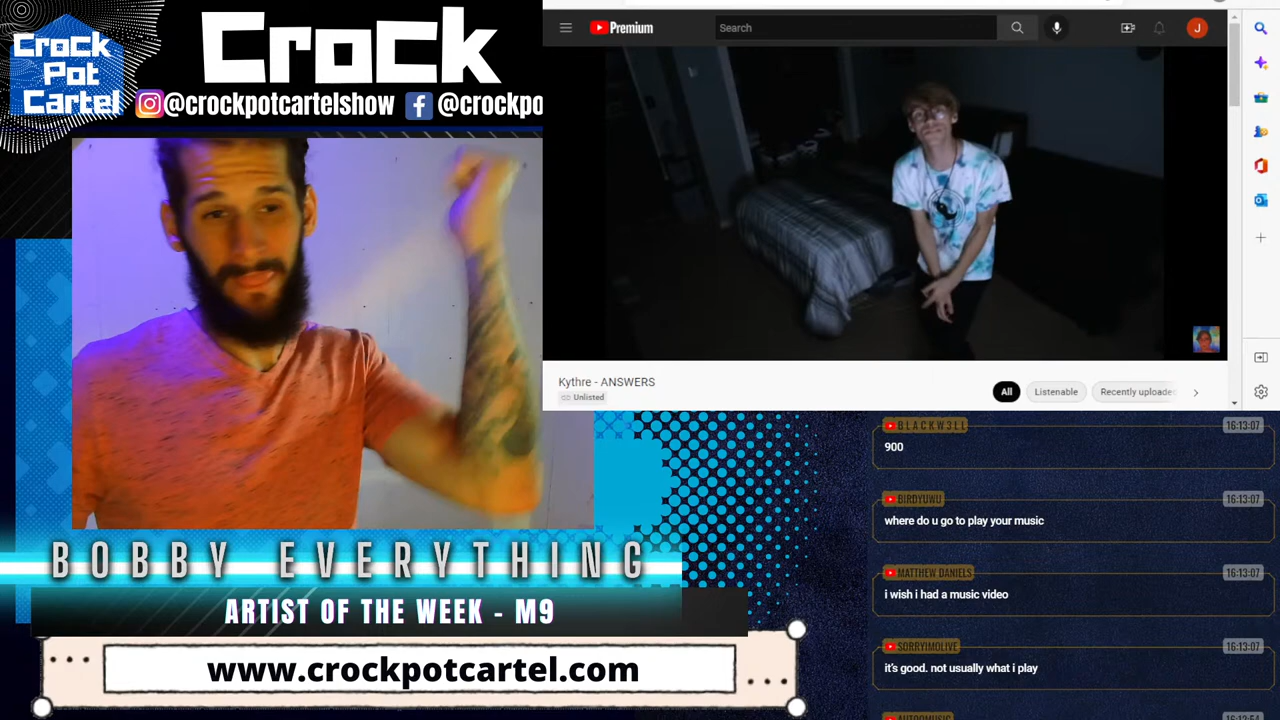 Crock
Pot
Cartel
Crock
@crockpotcartelshow @crockpo
Premium
Search
J
Kythre - ANSWERS
Unlisted
All
Listenable
Recently uploade
BLACKW3LL
16:13:07
900
BIRDYUWU
16:13:07
where do u go to play your music
MATTHEW DANIELS
16:13:07
i wish i had a music video
SORRYIMOLIVE
16:13:07
it's good. not usually what i play
16:13:54
BOBBY EVERYTHING
ARTIST OF THE WEEK - M9
www.crockpotcartel.com